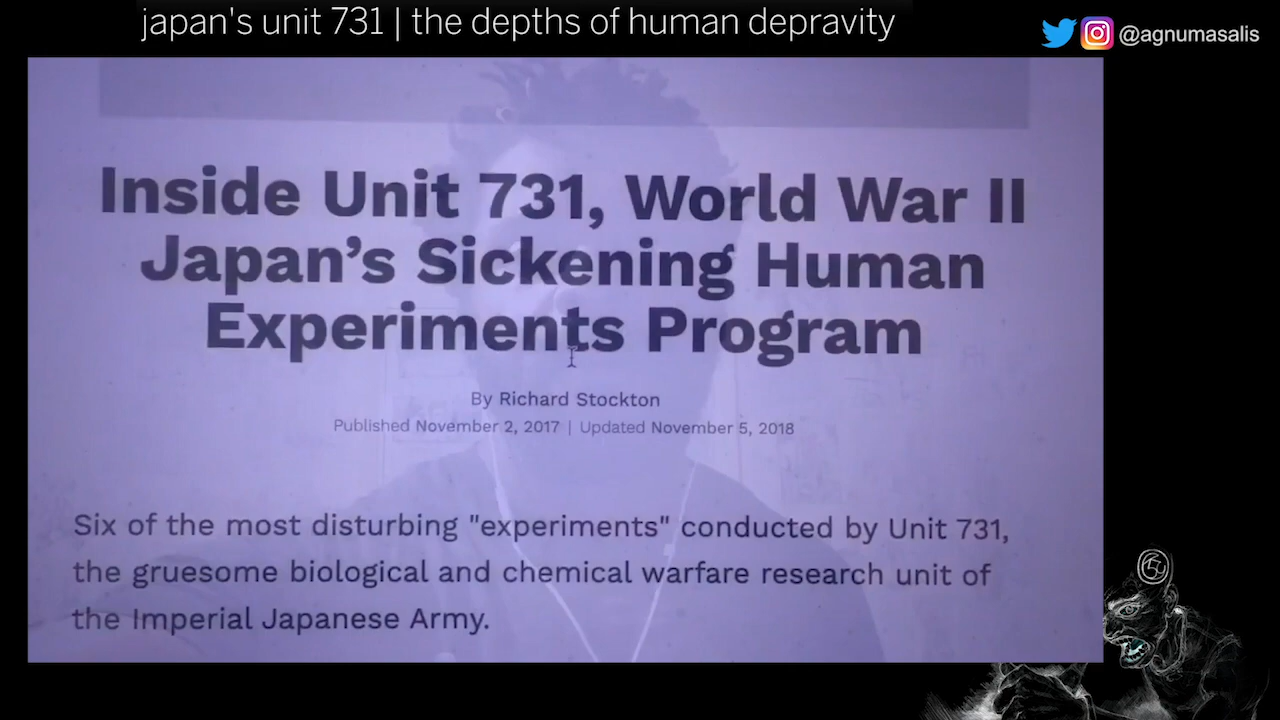 japan's unit 731 | the depths of human depravity
@agnumasalis
Inside Unit 731, World War II
Japan’s Sickening Human
Experiments Program
By Richard Stockton
Published November 2, 2017 | Updated November 5, 2018
Six of the most disturbing "experiments" conducted by Unit 731,
the gruesome biological and chemical warfare research unit of
the Imperial Japanese Army.